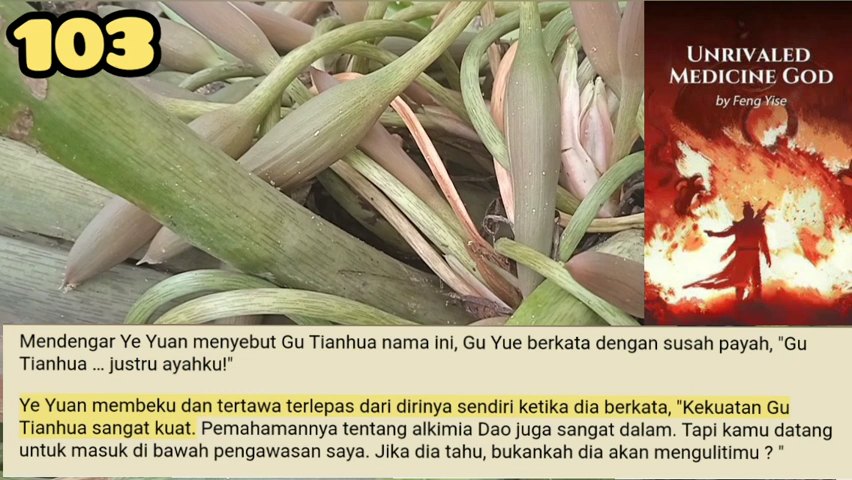 103
UNRIVALED
MEDICINE GOD
by Feng Yise
Mendengar Ye Yuan menyebut Gu Tianhua nama ini, Gu Yue berkata dengan susah payah, "Gu
Tianhua ... justru ayahku!"
Ye Yuan membeku dan tertawa terlepas dari dirinya sendiri ketika dia berkata, "Kekuatan Gu
Tianhua sangat kuat. Pemahamannya tentang alkimia Dao juga sangat dalam. Tapi kamu datang
untuk masuk di bawah pengawasan saya. Jika dia tahu, bukankah dia akan mengulitimu ? "